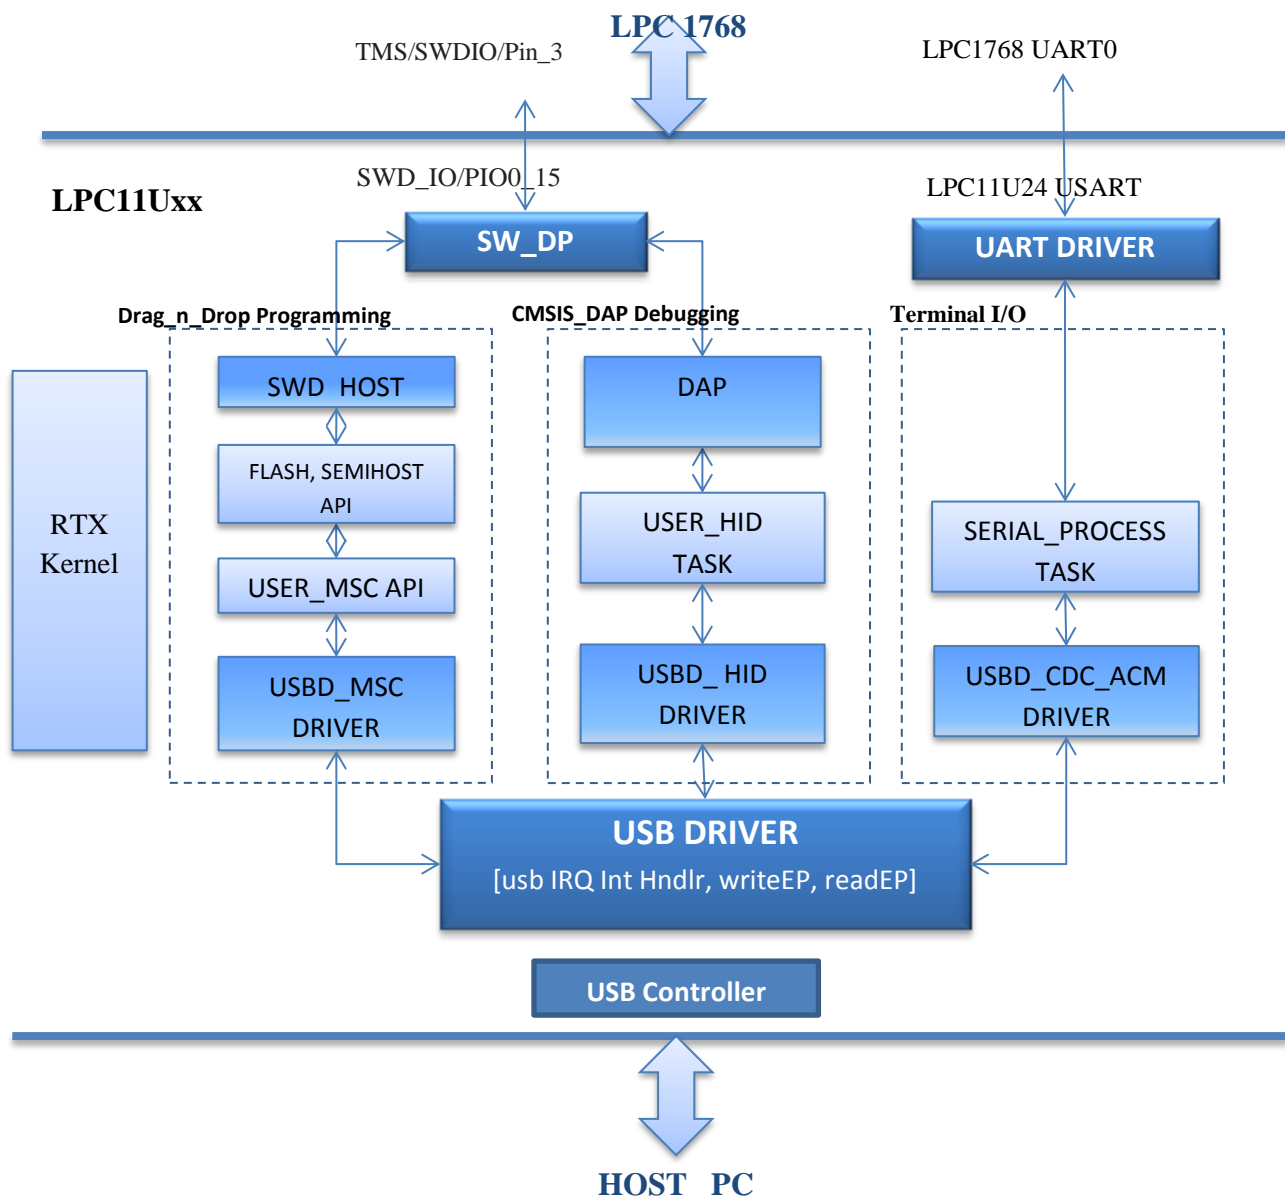 LPC 1768
TMS/SWDIO/Pin_3
LPC1768 UART0
SWD_IO/PIO0_15
LPC11U24 USART
LPC11Uxx
SW_DP
UART DRIVER
Drag_n_Drop Programming
CMSIS_DAP Debugging
Terminal I/O
SWD HOST
FLASH, SEMIHOST
API
USER_MSC API
USBD_MSC
DRIVER
DAP
USER_HID
TASK
USBD_ HID
DRIVER
SERIAL_PROCESS
TASK
USBD_CDC_ACM
DRIVER
RTX
Kernel
USB DRIVER
[usb IRQ Int Hndlr, writeEP, readEP]
USB Controller
HOST PC